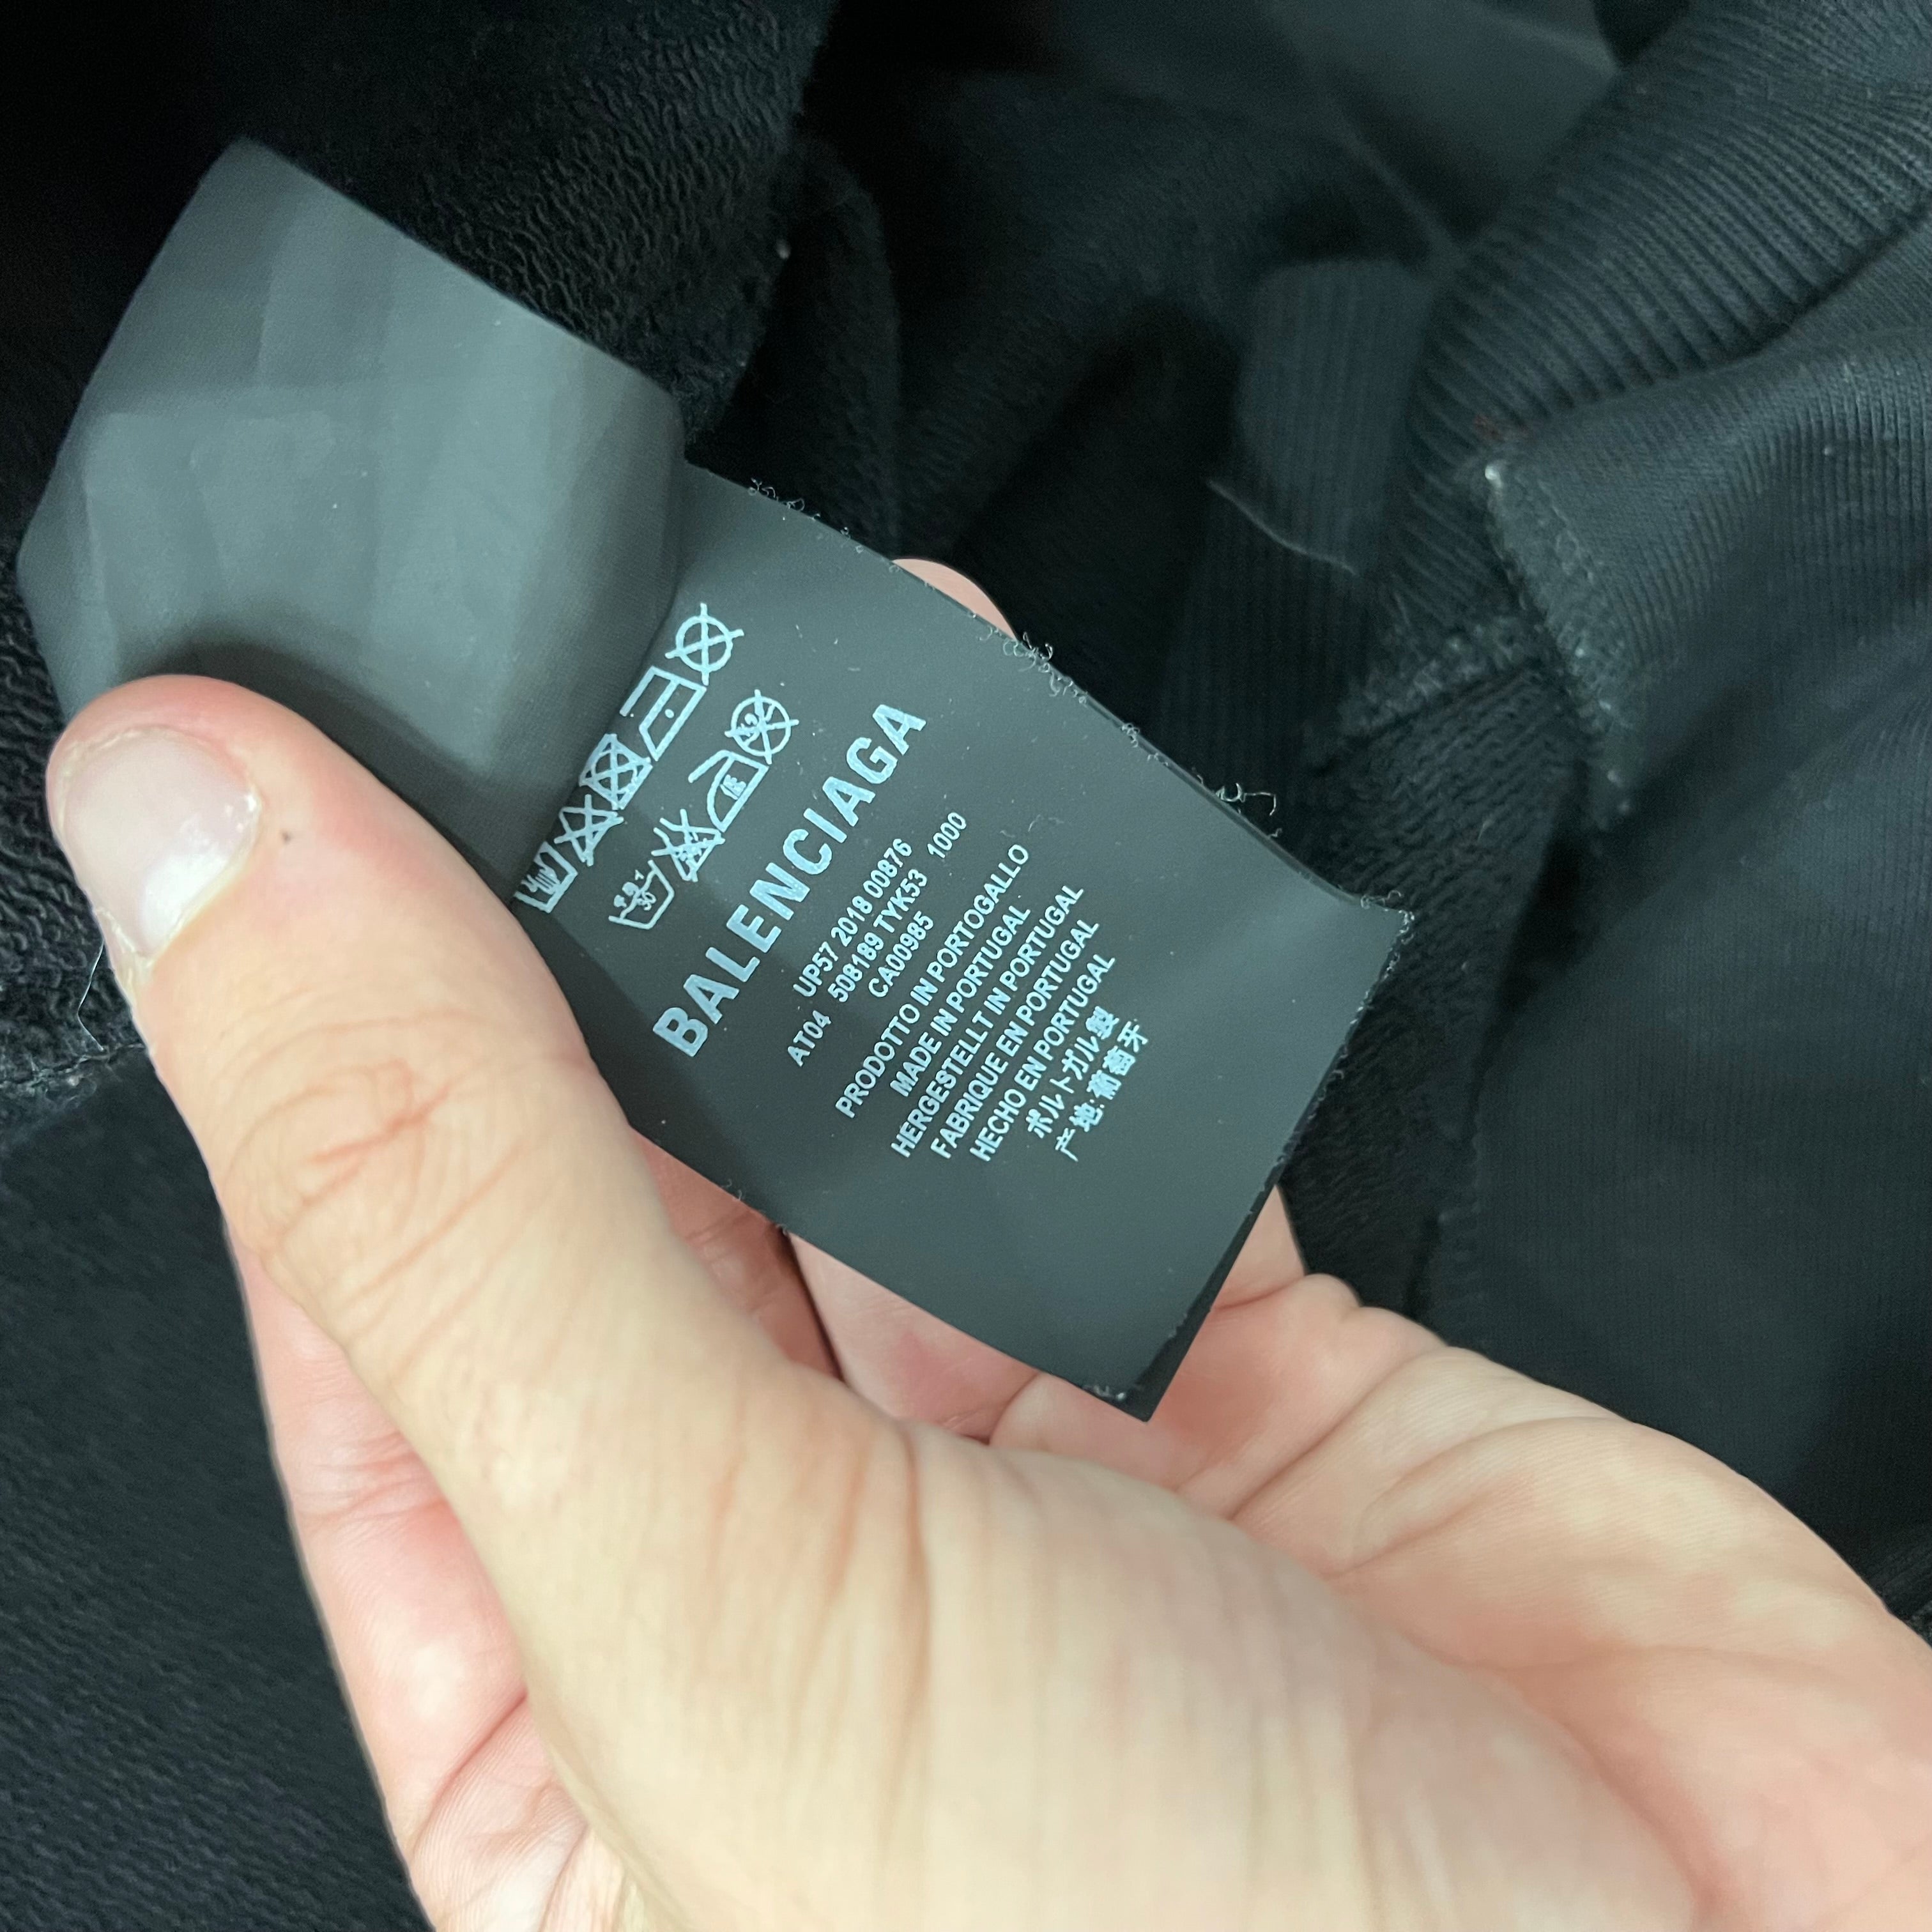 BALENCIAGA
UP57 2018 00876
AT04 508189 TYK53 1000
CA00985
PRODOTTO IN PORTOGALLO
MADE IN PORTUGAL
HERGESTELLT IN PORTUGAL
FABRIQUE EN PORTUGAL
HECHO EN PORTUGAL
ポルトガル製
产地:葡萄牙